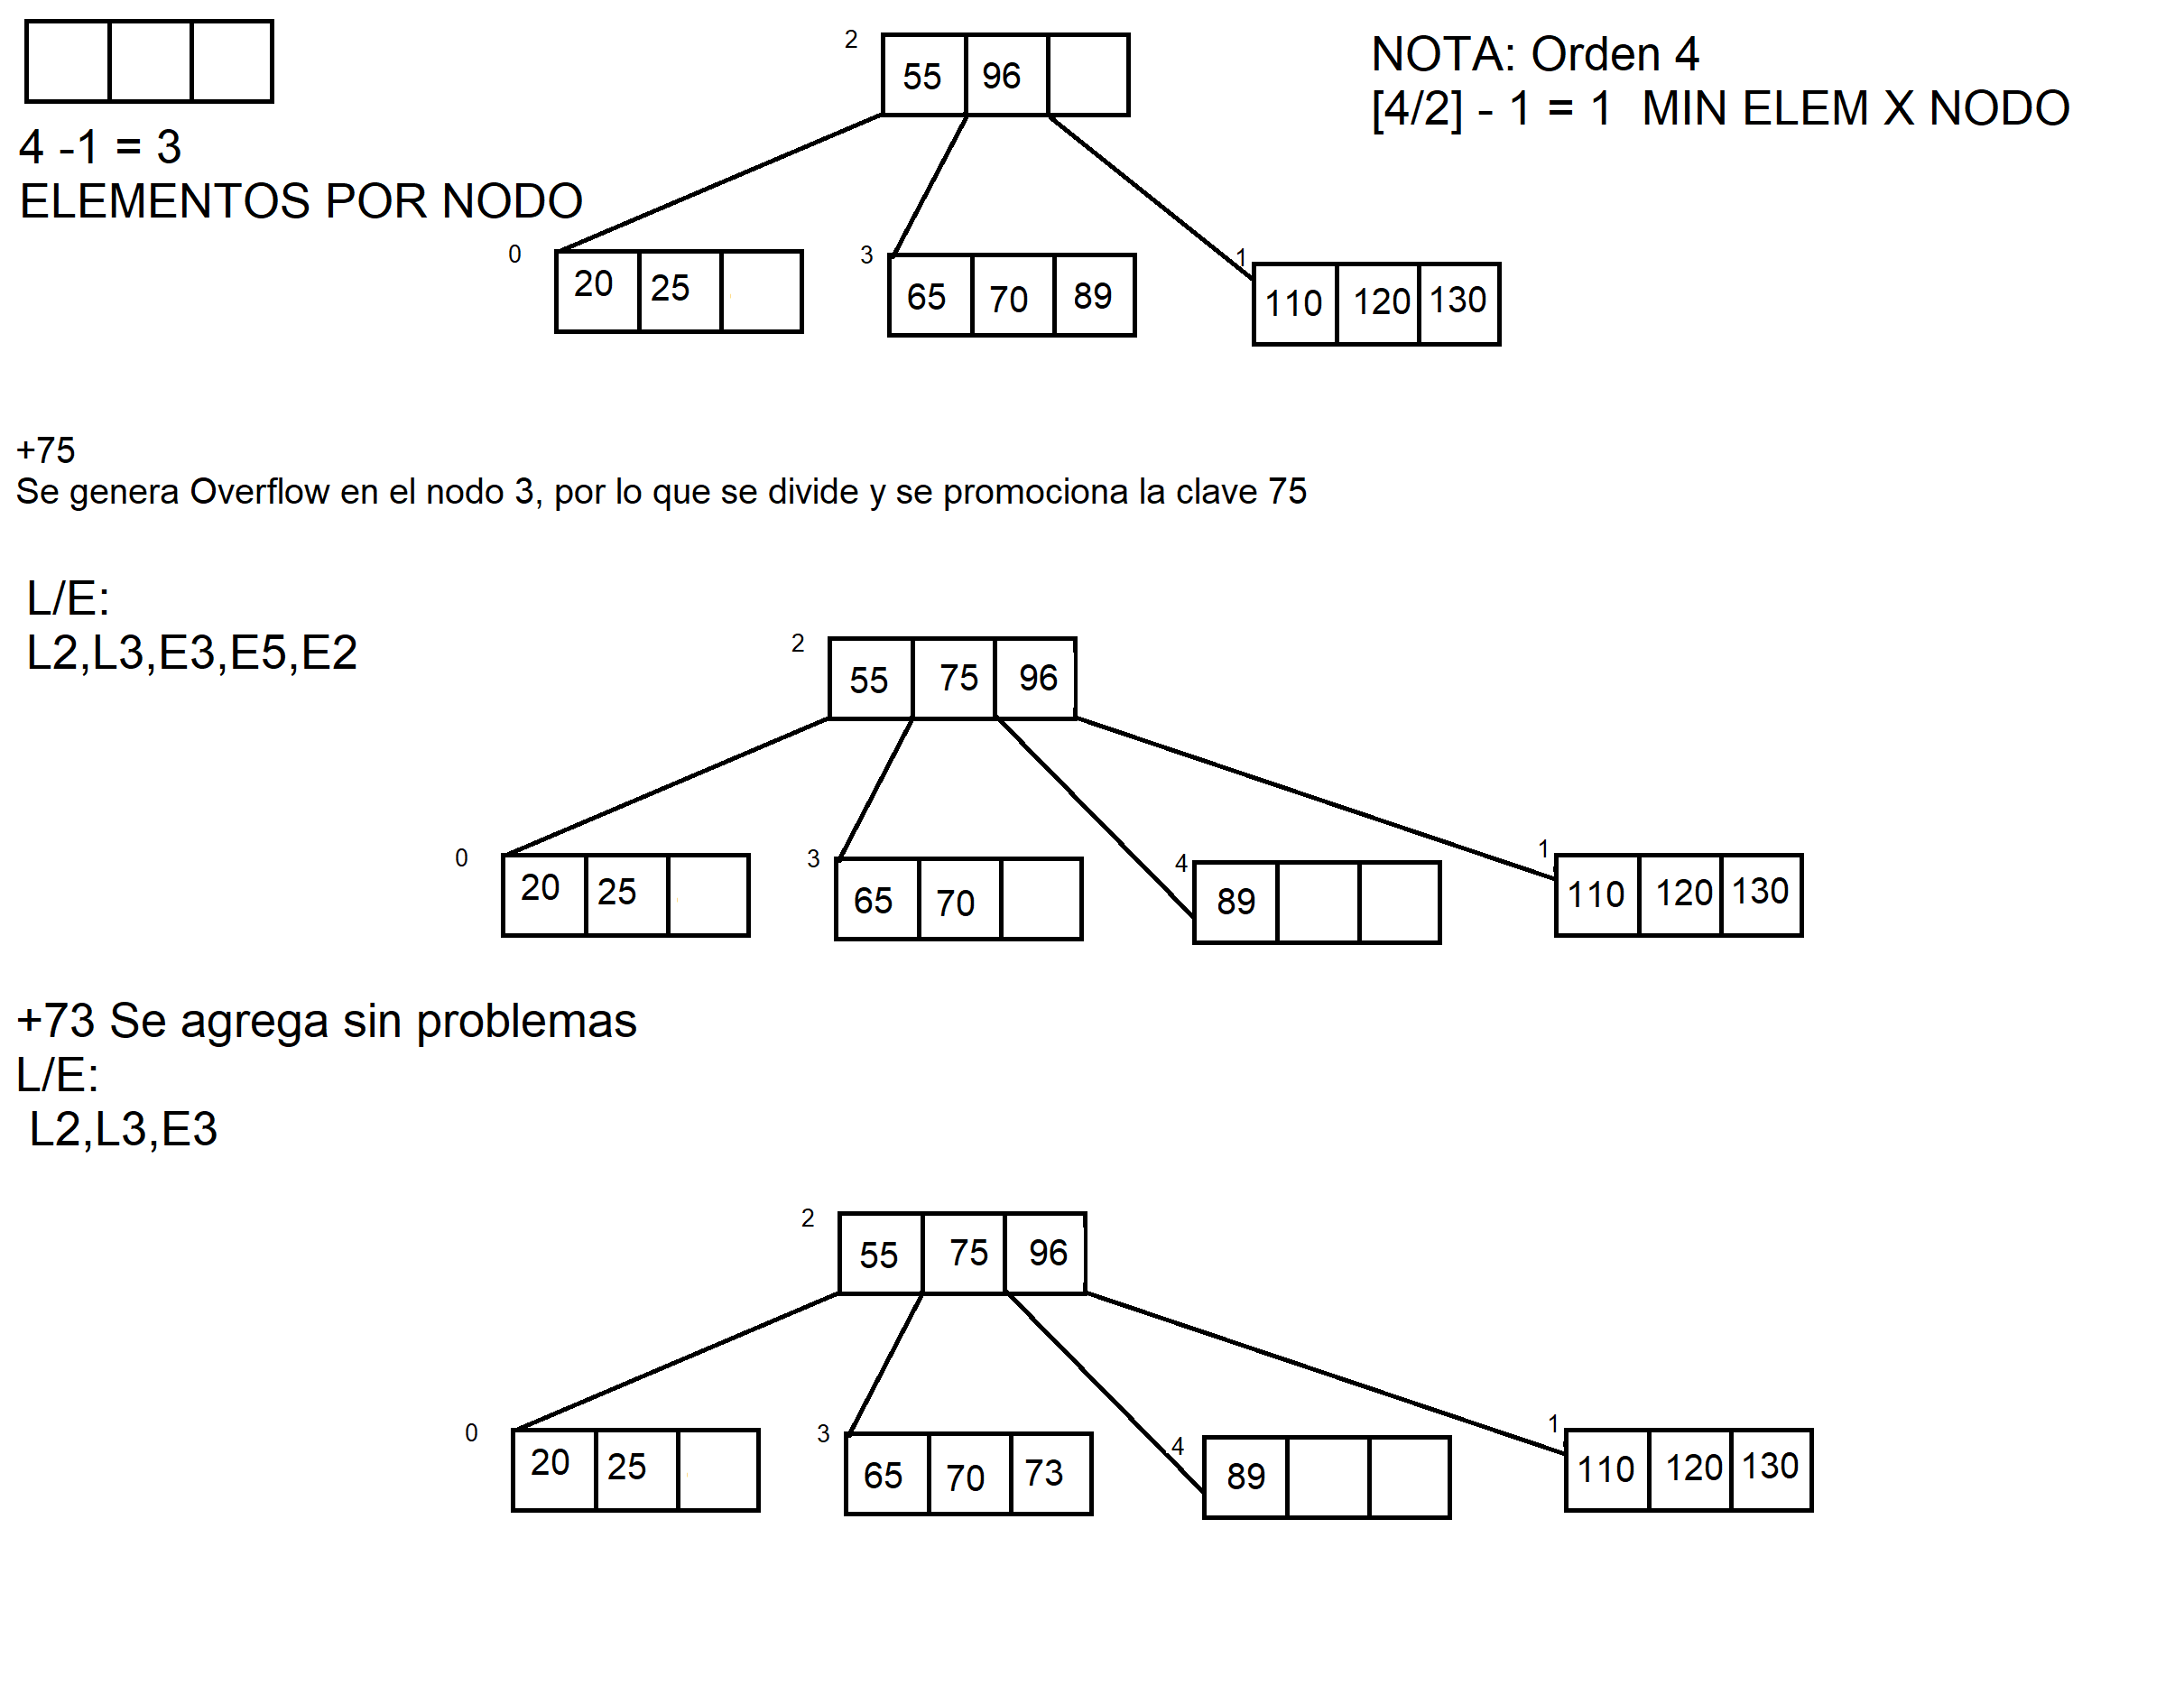 NOTA: Orden 4
[4/2] - 1 = 1 MIN ELEM X NODO
4 -1 = 3
ELEMENTOS POR NODO
2
55 96
0
20 25
3
65 70 89
1
110 120 130
+75
Se genera Overflow en el nodo 3, por lo que se divide y se promociona la clave 75
L/E:
L2,L3,E3,E5,E2
2
55 75 96
0
20 25
3
65 70
4
89
1
110 120 130
+73 Se agrega sin problemas
L/E:
L2,L3,E3
2
55 75 96
0
20 25
3
65 70 73
4
89
1
110 120 130